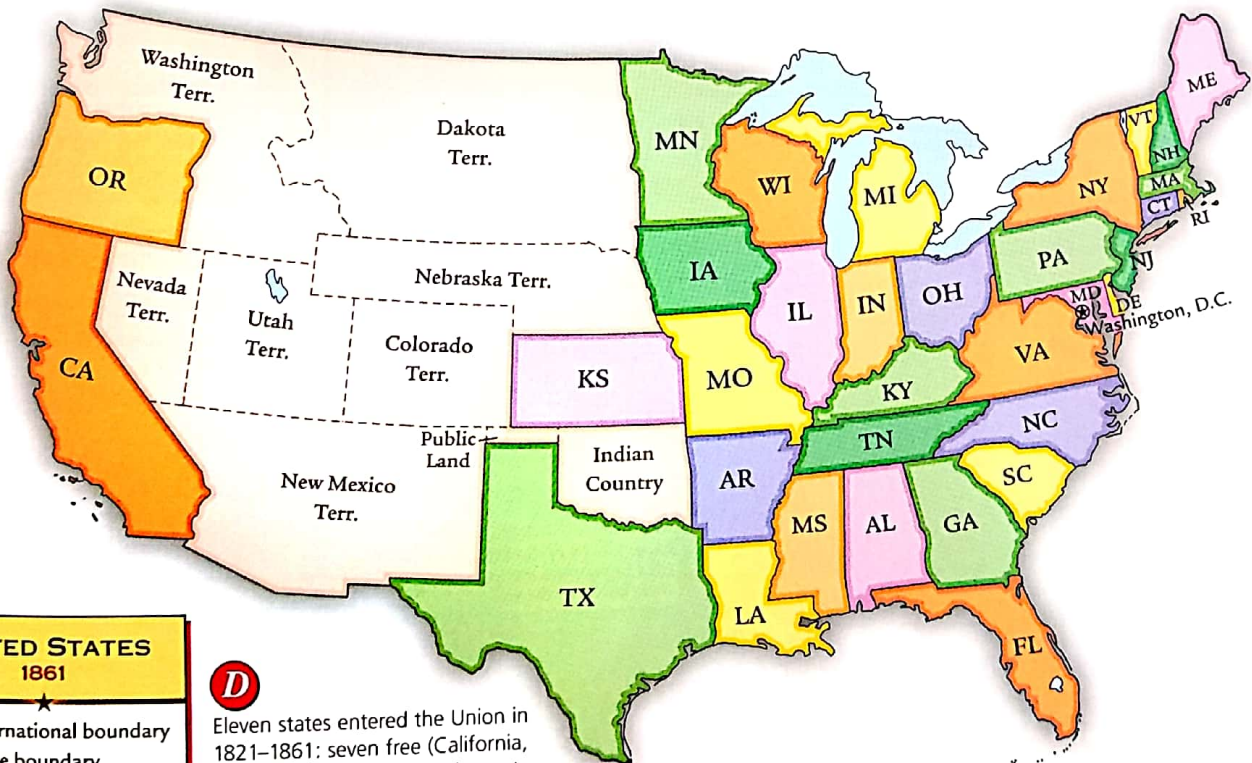 Washington
Terr.
Dakota
Terr.
MN
ME
VT
NH
OR
WI
MI
NY
MA
CT
RI
IA
PA
NJ
Nevada
Terr.
Nebraska Terr.
Utah
Terr.
IL
IN
OH
MD
DE
Washington, D.C.
Colorado
Terr.
CA
KS
MO
VA
KY
Public
Land
Indian
Country
TN
NC
New Mexico
Terr.
AR
SC
MS
AL
GA
TX
LA
FL
TED STATES
1861
rnational boundary
e boundary
D
Eleven states entered the Union in
1821–1861: seven free (California,